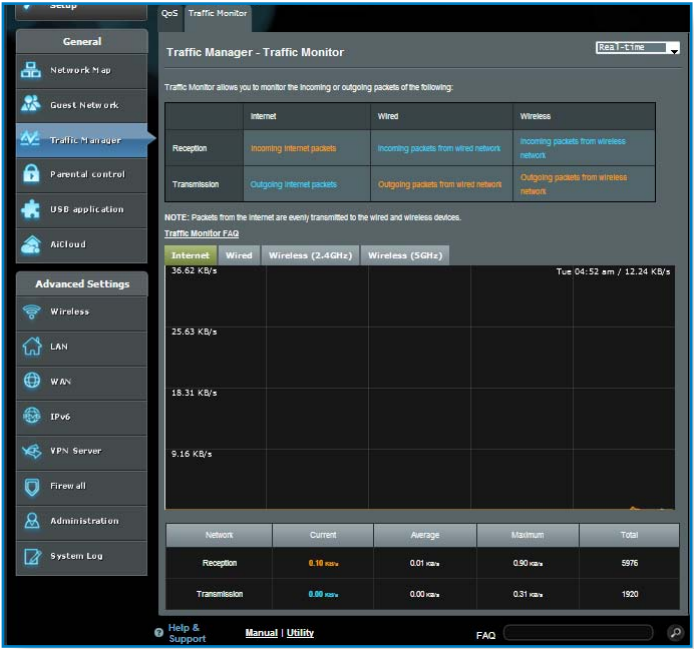 Setup
General
Network Map
Guest Network
Traffic Manager
Parental control
USB application
AiCloud
Advanced Settings
Wireless
LAN
WAN
IPv6
VPN Server
Firewall
Administration
System Log
QoS Traffic Monitor
Traffic Manager - Traffic Monitor
Real-time
Traffic Monitor allows you to monitor the incoming or outgoing packets of the following:
Internet Wired Wireless
Reception Incoming Internet packets Incoming packets from wired network Incoming packets from wireless
network
Transmission Outgoing Internet packets Outgoing packets from wired network Outgoing packets from wireless
network
NOTE: Packets from the Internet are evenly transmitted to the wired and wireless devices.
Traffic Monitor FAQ
Internet Wired Wireless (2.4GHz) Wireless (5GHz)
36.62 KB/s Tue 04:52 am / 12.24 KB/s
25.63 KB/s
18.31 KB/s
9.16 KB/s
Network Current Average Maximum Total
Reception 0.10 KB/s 0.01 KB/s 0.90 KB/s 5976
Transmission 0.00 KB/s 0.00 KB/s 0.31 KB/s 1920
Help &
Support
Manual | Utility
FAQ